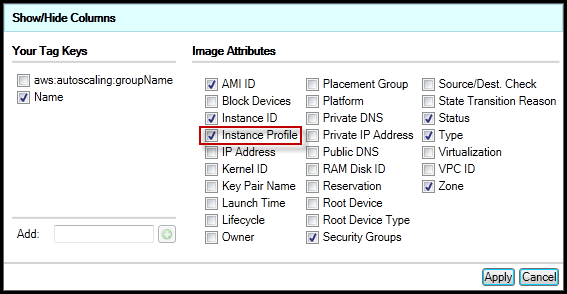 Show/Hide Columns
Your Tag Keys
aws:autoscaling:groupName
Name
Add:
Image Attributes
AMI ID
Block Devices
Instance ID
Instance Profile
IP Address
Kernel ID
Key Pair Name
Launch Time
Lifecycle
Owner
Placement Group
Platform
Private DNS
Private IP Address
Public DNS
RAM Disk ID
Reservation
Root Device
Root Device Type
Security Groups
Source/Dest. Check
State Transition Reason
Status
Type
Virtualization
VPC ID
Zone
Apply
Cancel